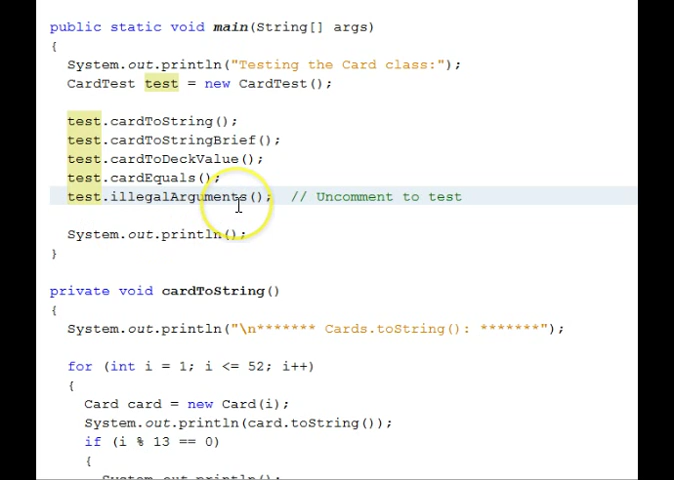 public static void main(String[] args)
{
System.out.println("Testing the Card class:");
CardTest test = new CardTest();
test.cardToString();
test.cardToStringBrief();
test.cardToDeckValue();
test.cardEquals();
test.illegalArguments();  // Uncomment to test
System.out.println();
}
private void cardToString()
{
System.out.println("\n******* Cards.toString(): *******");
for (int i = 1; i <= 52; i++)
{
Card card = new Card(i);
System.out.println(card.toString());
if (i % 13 == 0)
{
System.out.println();